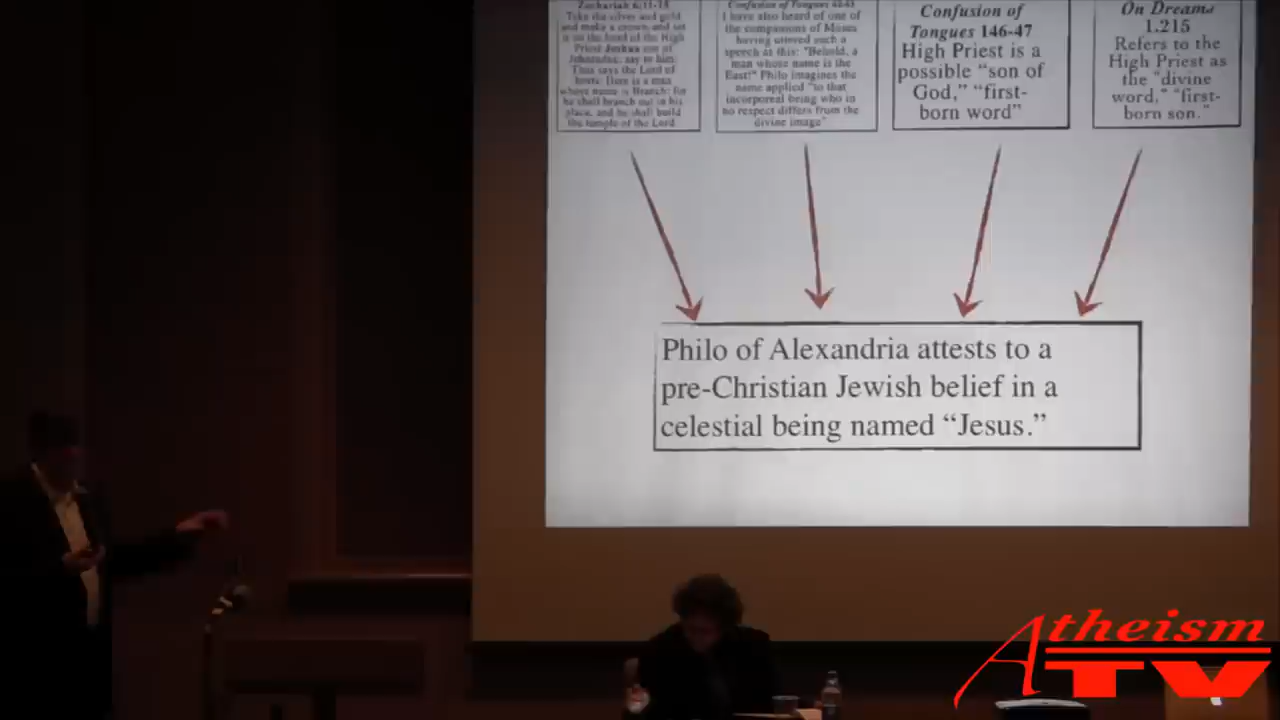 Zechariah 6:11-15
Take the silver and gold
and make a crown, and set
it on the head of the High
Priest Joshua son of
Jehozadac; say to him:
Thus says the Lord of
hosts: Here is a man
whose name is Branch: for
he shall branch out in his
place, and he shall build
the temple of the Lord
Confusion of Tongues
I have also heard of one of
the companions of Moses
having uttered such a
speech as this: "Behold, a
man whose name is the
East!" Philo imagines the
name applied "to that
incorporeal being who in
no respect differs from the
divine image"
Confusion of
Tongues 146-47
High Priest is a
possible "son of
God," "first-
born word"
On Dreams
1.215
Refers to the
High Priest as
the "divine
word," "first-
born son."
Philo of Alexandria attests to a
pre-Christian Jewish belief in a
celestial being named “Jesus.”
Atheism
TV